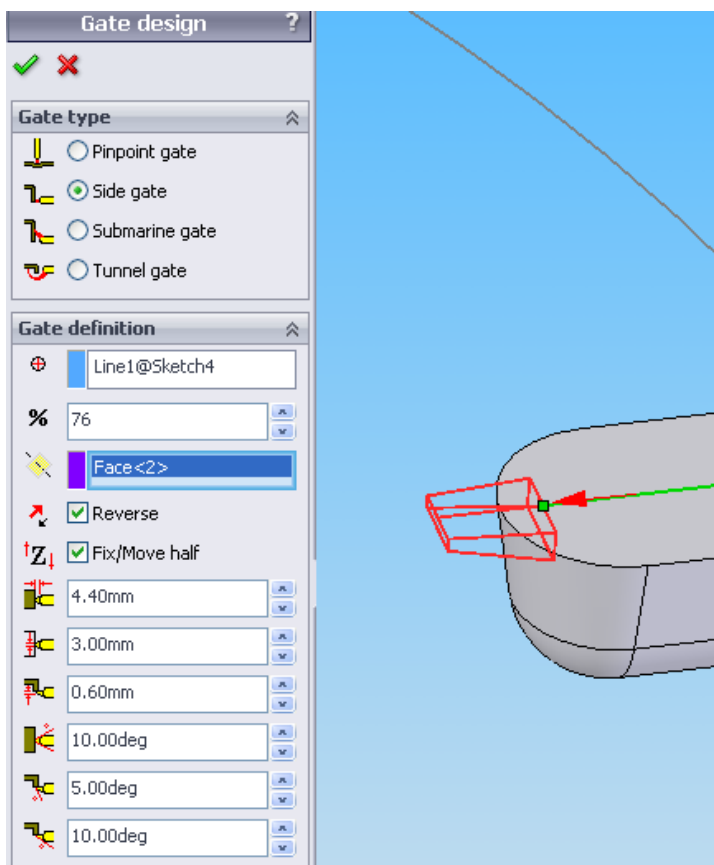 Gate design ?
Gate type
Pinpoint gate
Side gate
Submarine gate
Tunnel gate
Gate definition
Line1@Sketch4
% 76
Face<2>
Reverse
Z Fix/Move half
4.40mm
3.00mm
0.60mm
10.00deg
5.00deg
10.00deg